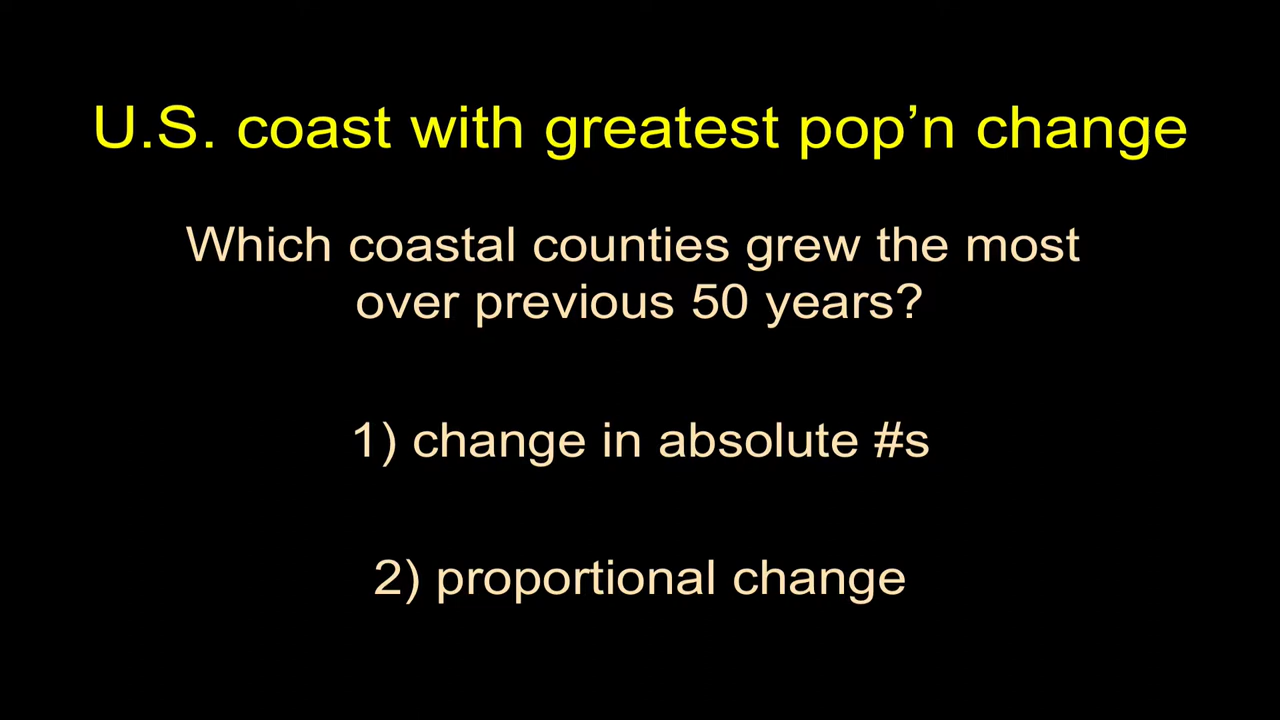 U.S. coast with greatest pop’n change
Which coastal counties grew the most
over previous 50 years?
1) change in absolute #s
2) proportional change